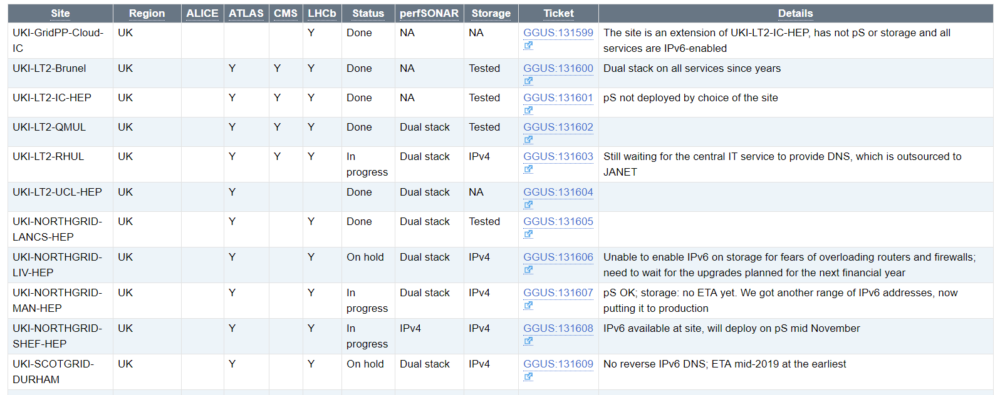 Site Region ALICE ATLAS CMS LHCb Status perfSONAR Storage Ticket Details
UKI-GridPP-Cloud- UK Y Done NA NA GGUS:131599 The site is an extension of UKI-LT2-IC-HEP, has not pS or storage and all
IC services are IPv6-enabled
UKI-LT2-Brunel UK Y Y Y Done NA Tested GGUS:131600 Dual stack on all services since years
UKI-LT2-IC-HEP UK Y Y Y Done NA Tested GGUS:131601 pS not deployed by choice of the site
UKI-LT2-QMUL UK Y Y Y Done Dual stack Tested GGUS:131602
UKI-LT2-RHUL UK Y Y Y In Dual stack IPv4 GGUS:131603 Still waiting for the central IT service to provide DNS, which is outsourced to
progress JANET
UKI-LT2-UCL-HEP UK Y Done Dual stack NA GGUS:131604
UKI-NORTHGRID- UK Y Y Done Dual stack Tested GGUS:131605
LANCS-HEP
UKI-NORTHGRID- UK Y Y On hold Dual stack IPv4 GGUS:131606 Unable to enable IPv6 on storage for fears of overloading routers and firewalls;
LIV-HEP need to wait for the upgrades planned for the next financial year
UKI-NORTHGRID- UK Y Y In Dual stack IPv4 GGUS:131607 pS OK; storage: no ETA yet. We got another range of IPv6 addresses, now
MAN-HEP progress putting it to production
UKI-NORTHGRID- UK Y Y In IPv4 IPv4 GGUS:131608 IPv6 available at site, will deploy on pS mid November
SHEF-HEP progress
UKI-SCOTGRID- UK Y Y On hold Dual stack IPv4 GGUS:131609 No reverse IPv6 DNS; ETA mid-2019 at the earliest
DURHAM